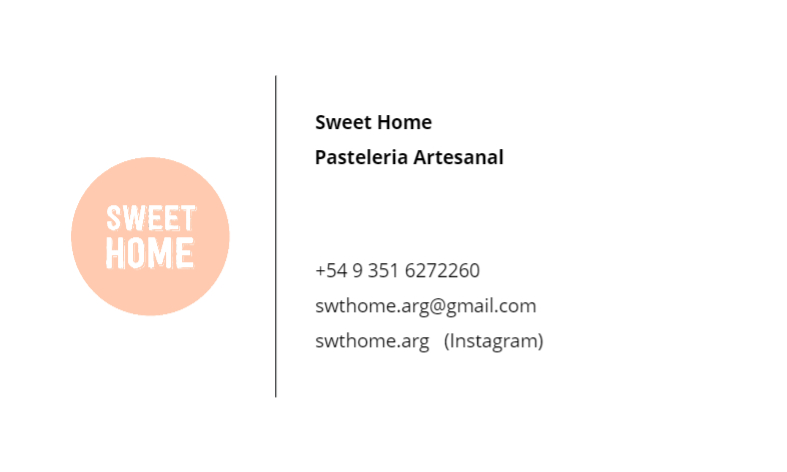 SWEET
HOME
Sweet Home
Pasteleria Artesanal
+54 9 351 6272260
swthome.arg@gmail.com
swthome.arg (Instagram)